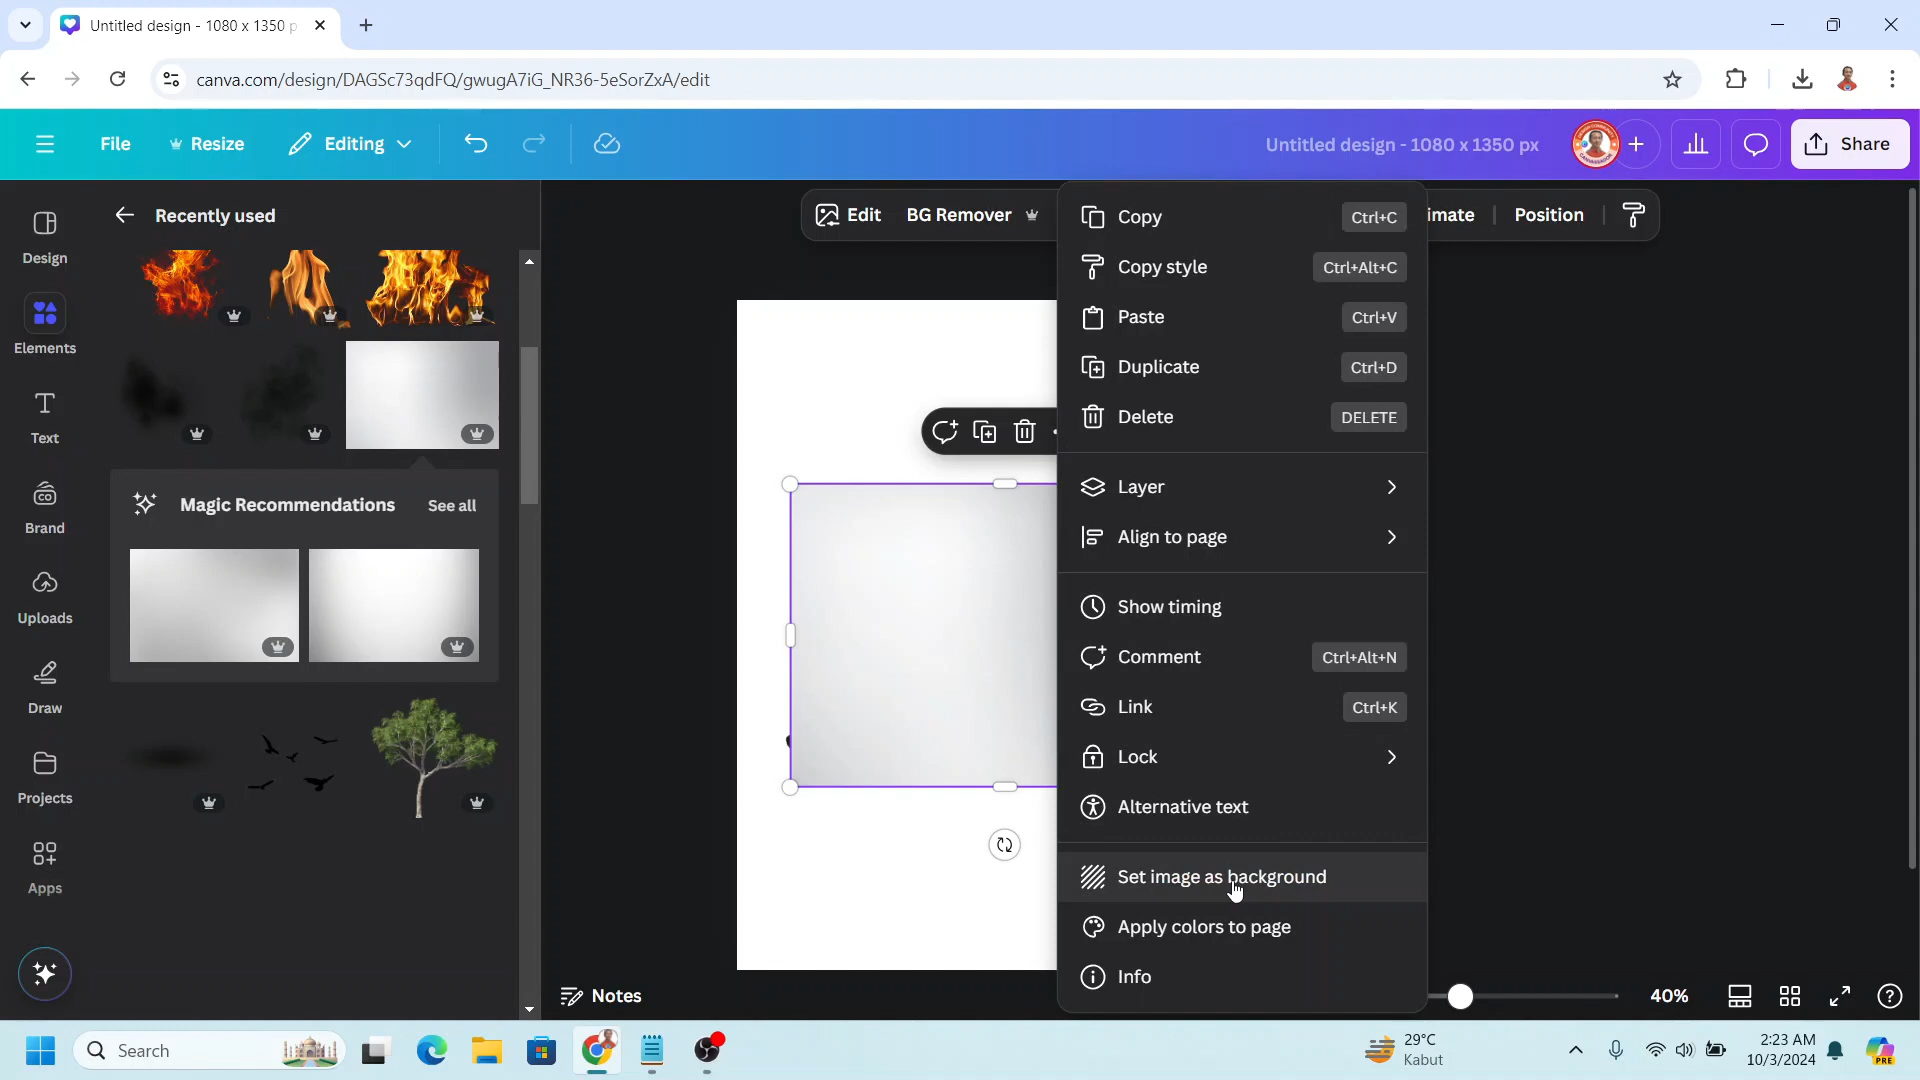 Untitled design - 1080 x 1350 p
canva.com/design/DAGSc73qdFQ/gwugA7iG_NR36-5eSorZxA/edit
File
Resize
Editing
Untitled design - 1080 x 1350 px
Share
Design
Elements
Text
Brand
Uploads
Draw
Projects
Apps
Recently used
Magic Recommendations
See all
Edit
BG Remover
imate
Position
Copy
Ctrl+C
Copy style
Ctrl+Alt+C
Paste
Ctrl+V
Duplicate
Ctrl+D
Delete
DELETE
Layer
Align to page
Show timing
Comment
Ctrl+Alt+N
Link
Ctrl+K
Lock
Alternative text
Set image as background
Apply colors to page
Info
Notes
40%
Search
29°C
Kabut
2:23 AM
10/3/2024
PRE